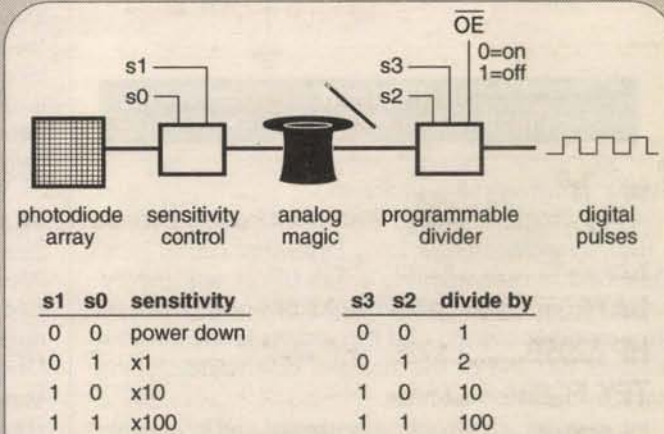 OE
0=on
1=off
s1
s0
s3
s2
photodiode array
sensitivity control
analog magic
programmable divider
digital pulses
s1 s0 sensitivity
0 0 power down
0 1 x1
1 0 x10
1 1 x100
s3 s2 divide by
0 0 1
0 1 2
1 0 10
1 1 100